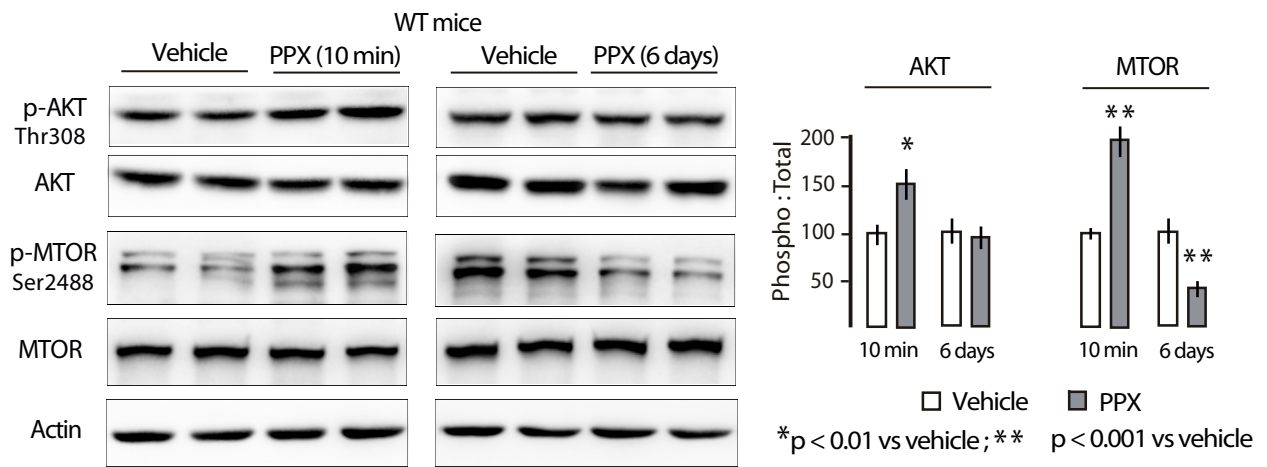 WT mice
Vehicle PPX (10 min) Vehicle PPX (6 days)
p-AKT
Thr308
AKT
p-MTOR
Ser2488
MTOR
Actin
AKT MTOR
Phospho : Total
200
150
100
50
* ** **
10 min 6 days 10 min 6 days
Vehicle PPX
*p < 0.01 vs vehicle ; ** p < 0.001 vs vehicle